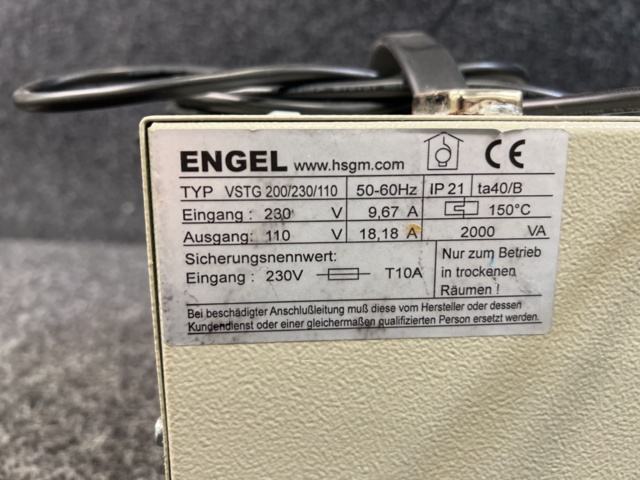 ENGEL www.hsgm.com CE
TYP VSTG 200/230/110 50-60Hz IP 21 ta40/B
Eingang : 230 V 9,67 A 150°C
Ausgang: 110 V 18,18 A 2000 VA
Sicherungsnennwert:
Eingang : 230V T10A
Nur zum Betrieb
in trockenen
Räumen !
Bei beschädigter Anschlußleitung muß diese vom Hersteller oder dessen
Kundendienst oder einer gleichermaßen qualifizierten Person ersetzt werden.